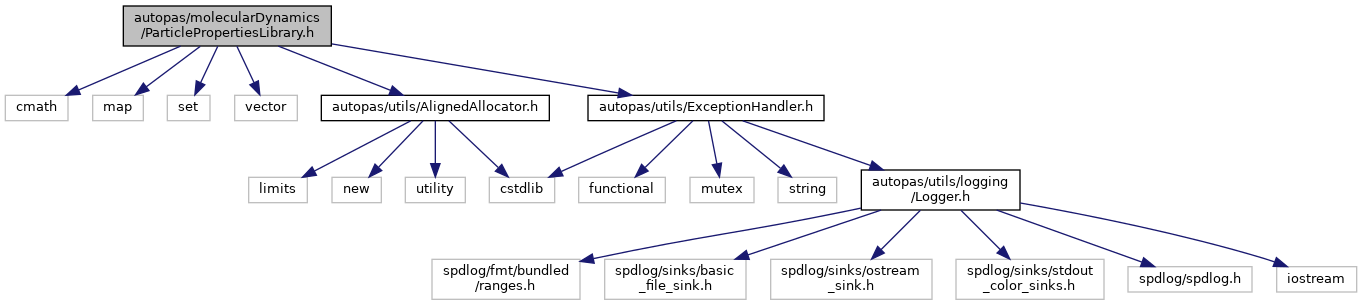 autopas/molecularDynamics
/ParticlePropertiesLibrary.h
cmath
map
set
vector
autopas/utils/AlignedAllocator.h
autopas/utils/ExceptionHandler.h
limits
new
utility
cstdlib
functional
mutex
string
autopas/utils/logging
/Logger.h
spdlog/fmt/bundled
/ranges.h
spdlog/sinks/basic
_file_sink.h
spdlog/sinks/ostream
_sink.h
spdlog/sinks/stdout
_color_sinks.h
spdlog/spdlog.h
iostream